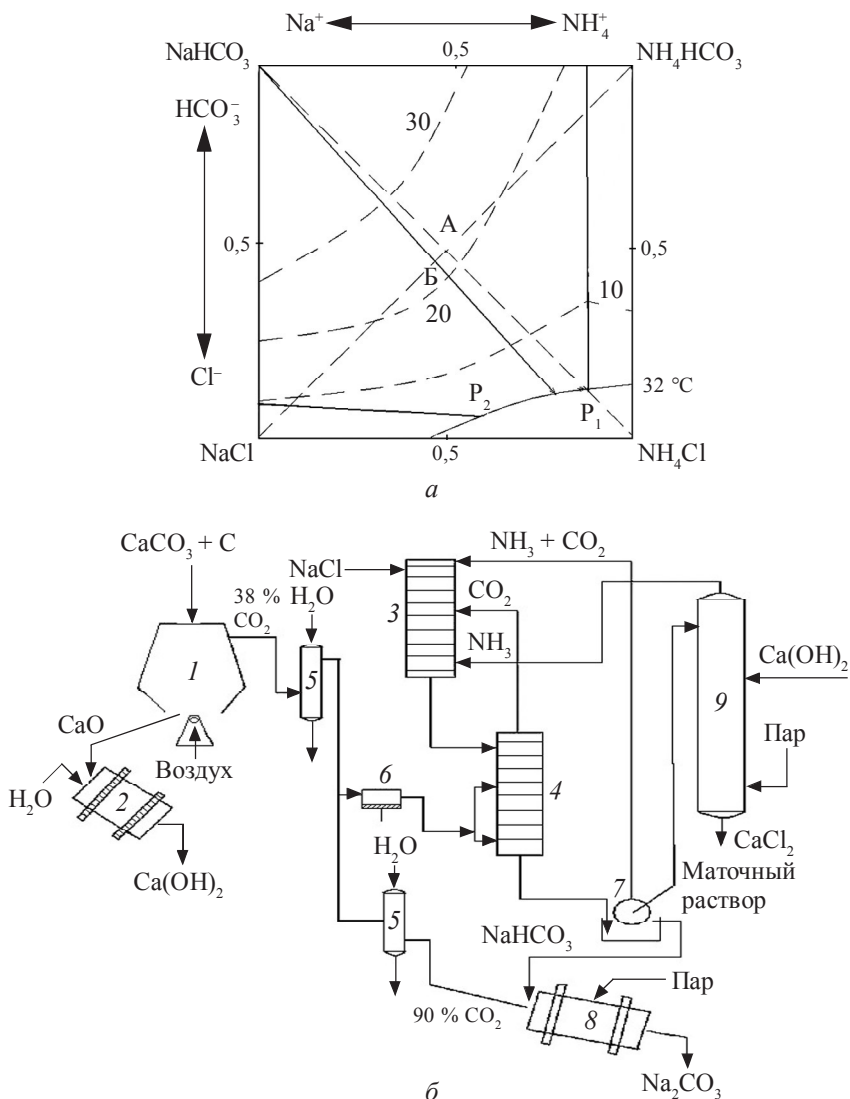 Na⁺ NH₄⁺
NaHCO₃ 0,5 NH₄HCO₃
HCO₃⁻
30
А
0,5 0,5
Б
10
20
Cl⁻
32 °C
P₂
P₁
NaCl 0,5 NH₄Cl
а
CaCO₃ + C
NH₃ + CO₂
NaCl
38 % H₂O
CO₂
CO₂
3
1
5
NH₃
Ca(OH)₂
9
CaO
Воздух
6
4
Пар
H₂O
2
H₂O
CaCl₂
Ca(OH)₂
7
Маточный
раствор
5
NaHCO₃
Пар
90 % CO₂
8
Na₂CO₃
б